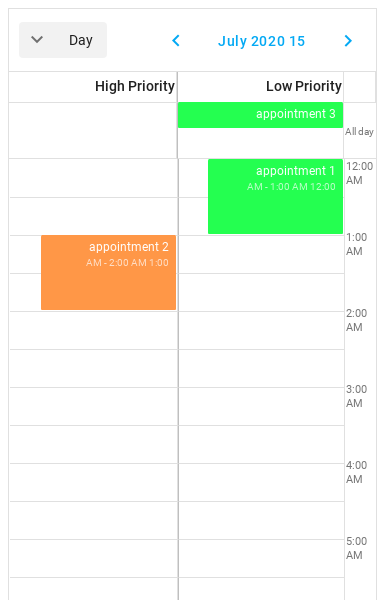 Day
July 2020 15
High Priority
Low Priority
appointment 3
All day
12:00
AM
appointment 1
AM - 1:00 AM 12:00
1:00
AM
appointment 2
AM - 2:00 AM 1:00
2:00
AM
3:00
AM
4:00
AM
5:00
AM